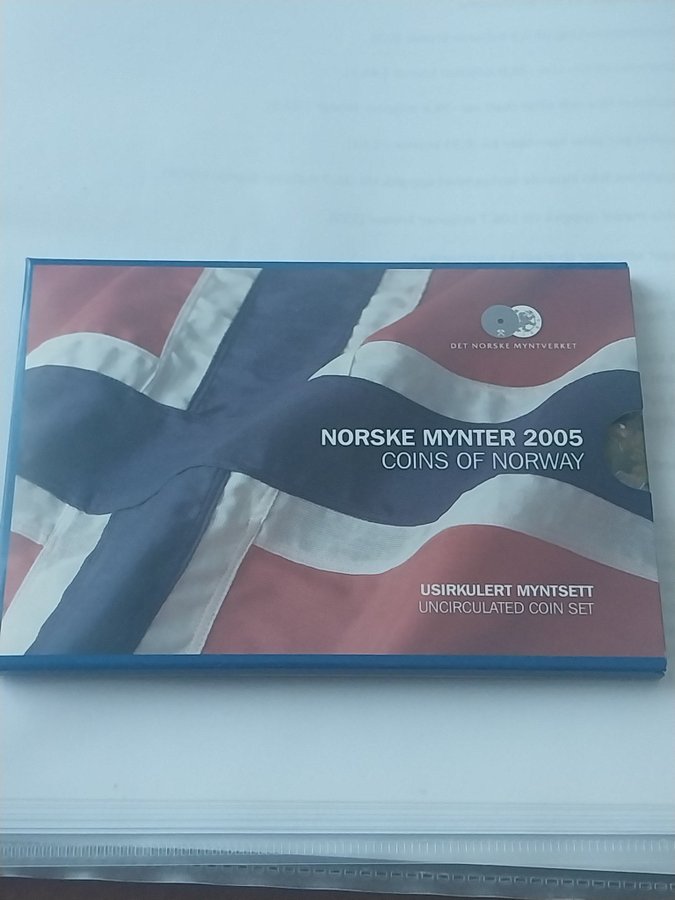 DET NORSKE MYNTVERKET
NORSKE MYNTER 2005
COINS OF NORWAY
USIRKULERT MYNTSETT
UNCIRCULATED COIN SET